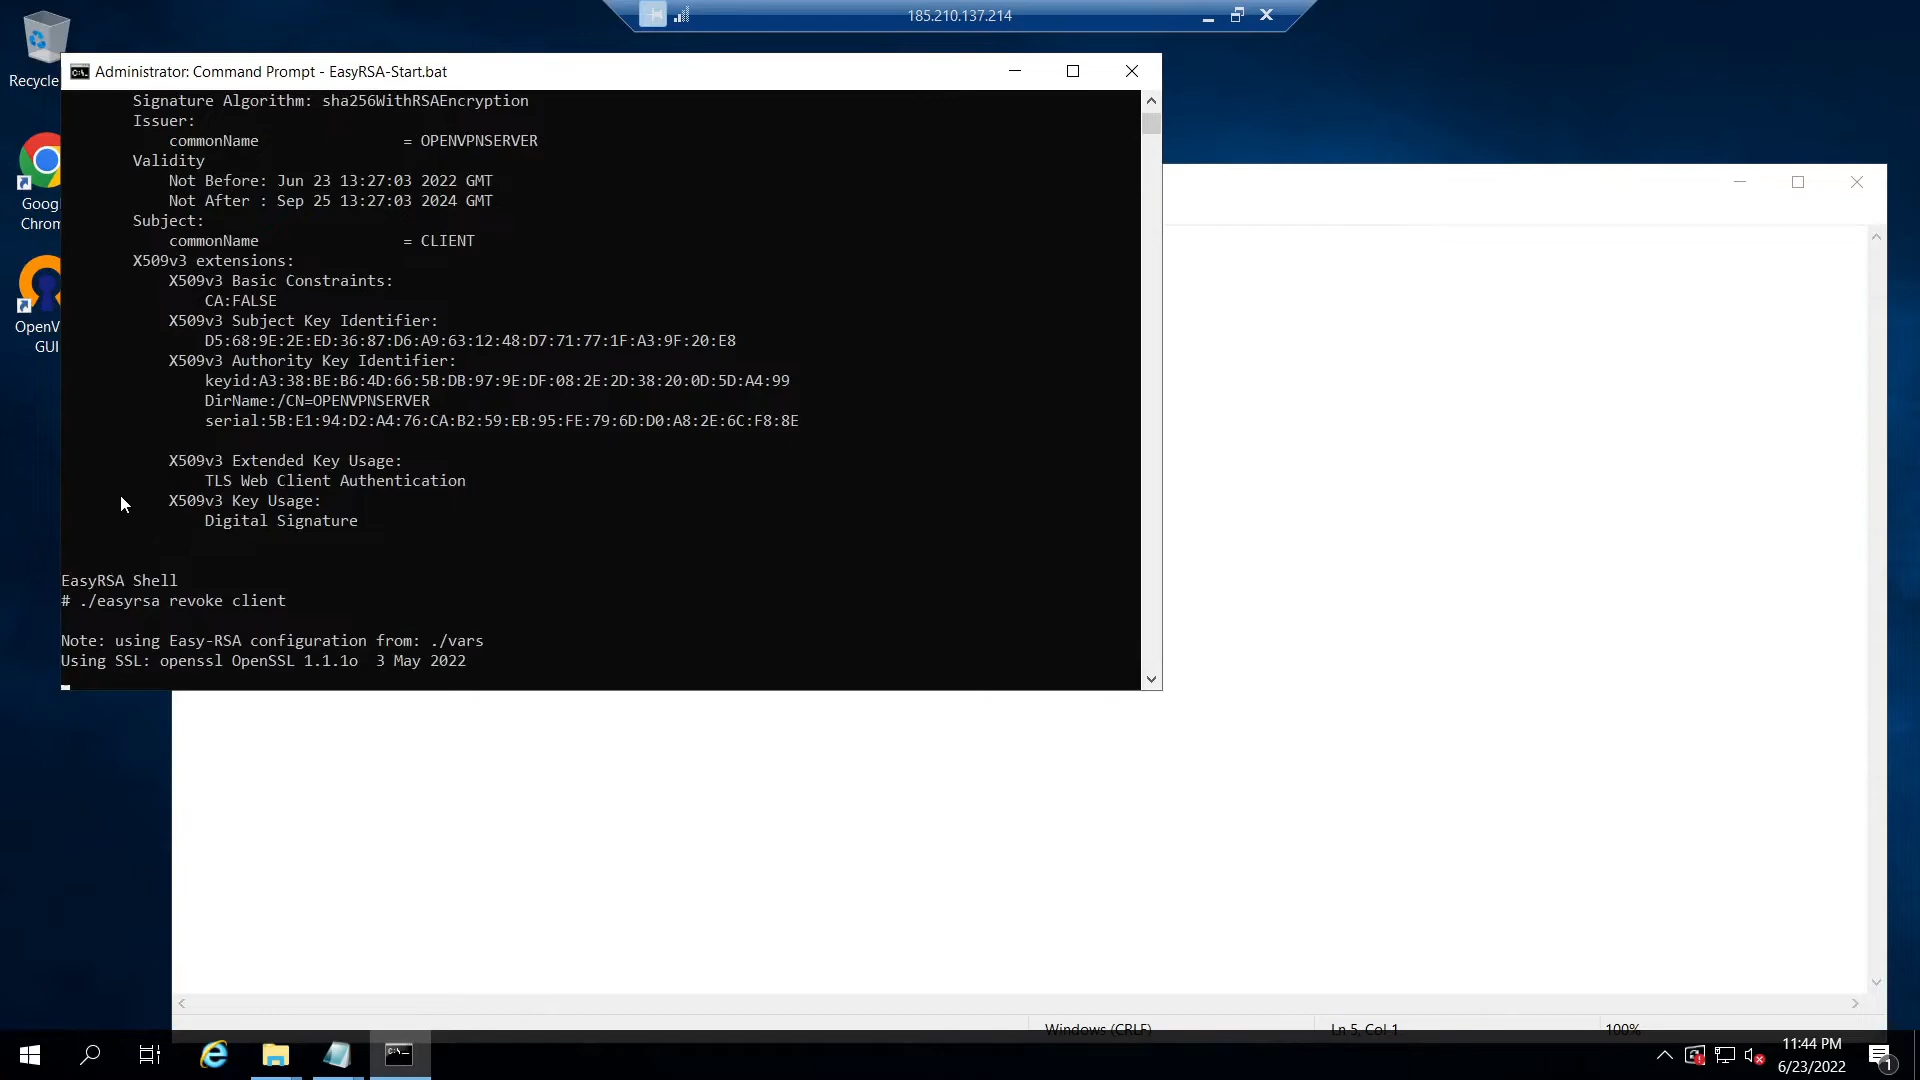 185.210.137.214
Recycle
Administrator: Command Prompt - EasyRSA-Start.bat
Signature Algorithm: sha256WithRSAEncryption
Issuer:
commonName = OPENVPNSERVER
Validity
Not Before: Jun 23 13:27:03 2022 GMT
Not After : Sep 25 13:27:03 2024 GMT
Subject:
commonName = CLIENT
X509v3 extensions:
X509v3 Basic Constraints:
CA:FALSE
X509v3 Subject Key Identifier:
D5:68:9E:2E:ED:36:87:D6:A9:63:12:48:D7:71:77:1F:A3:9F:20:E8
X509v3 Authority Key Identifier:
keyid:A3:38:BE:B6:4D:66:5B:DB:97:9E:DF:08:2E:2D:38:20:0D:5D:A4:99
DirName:/CN=OPENVPNSERVER
serial:5B:E1:94:D2:A4:76:CA:B2:59:EB:95:FE:79:6D:D0:A8:2E:6C:F8:8E
X509v3 Extended Key Usage:
TLS Web Client Authentication
X509v3 Key Usage:
Digital Signature
EasyRSA Shell
# ./easyrsa revoke client
Note: using Easy-RSA configuration from: ./vars
Using SSL: openssl OpenSSL 1.1.1o 3 May 2022
Goog
Chrom
OpenV
GUI
Windows (CRLF)
Ln 5, Col 1
100%
11:44 PM
6/23/2022
1